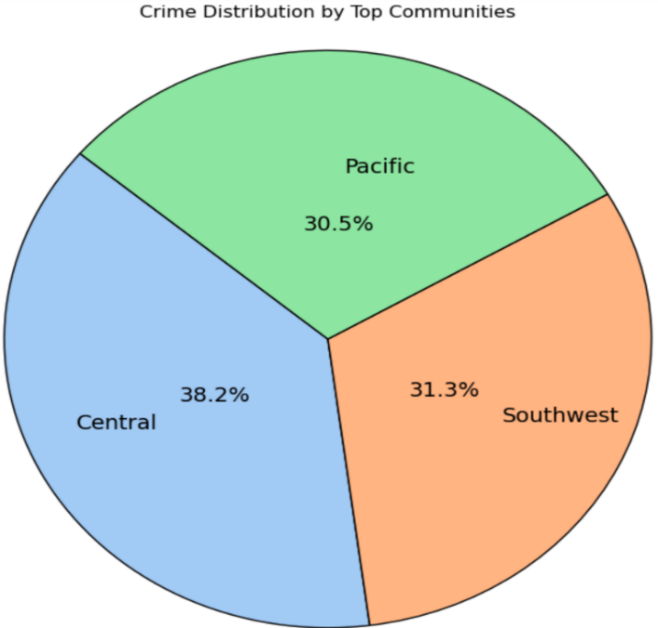 Crime Distribution by Top Communities
Pacific
30.5%
38.2%
Central
31.3%
Southwest